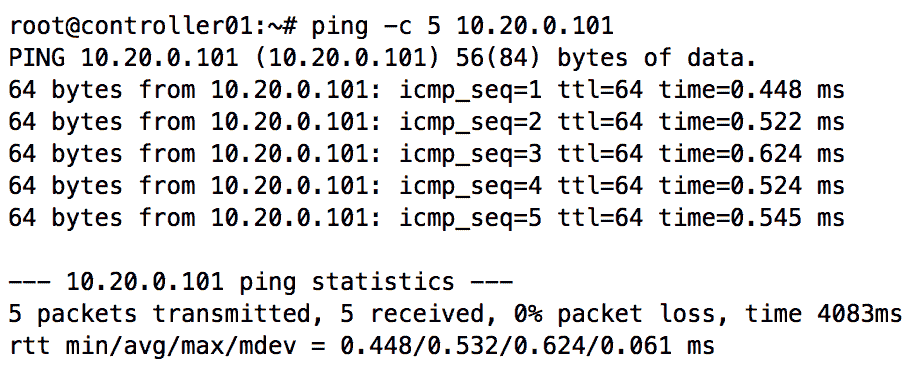 root@controller01:~# ping -c 5 10.20.0.101
PING 10.20.0.101 (10.20.0.101) 56(84) bytes of data.
64 bytes from 10.20.0.101: icmp_seq=1 ttl=64 time=0.448 ms
64 bytes from 10.20.0.101: icmp_seq=2 ttl=64 time=0.522 ms
64 bytes from 10.20.0.101: icmp_seq=3 ttl=64 time=0.624 ms
64 bytes from 10.20.0.101: icmp_seq=4 ttl=64 time=0.524 ms
64 bytes from 10.20.0.101: icmp_seq=5 ttl=64 time=0.545 ms

--- 10.20.0.101 ping statistics ---
5 packets transmitted, 5 received, 0% packet loss, time 4083ms
rtt min/avg/max/mdev = 0.448/0.532/0.624/0.061 ms